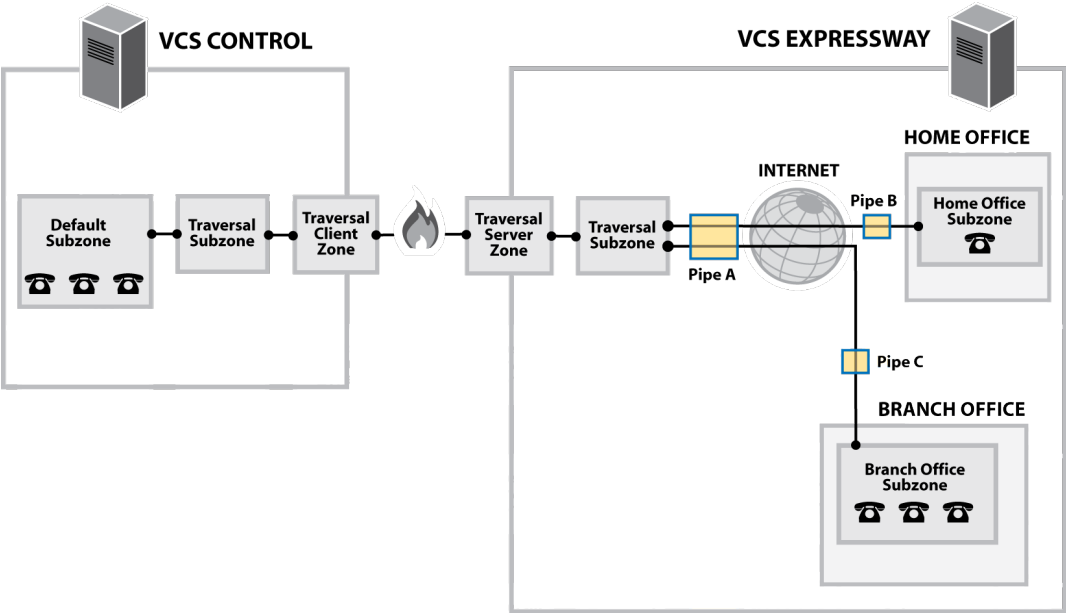 VCS CONTROL
VCS EXPRESSWAY
HOME OFFICE
INTERNET
Default
Subzone
Traversal
Subzone
Traversal
Client
Zone
Traversal
Server
Zone
Traversal
Subzone
Pipe A
Pipe B
Home Office
Subzone
Pipe C
BRANCH OFFICE
Branch Office
Subzone